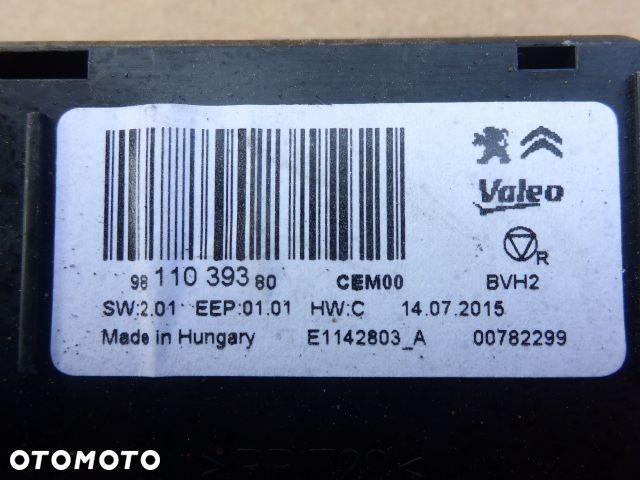 Valeo
R
98 110 393 80 CEM00 BVH2
SW:2.01 EEP:01.01 HW:C 14.07.2015
Made in Hungary E1142803_A 00782299
OTOMOTO